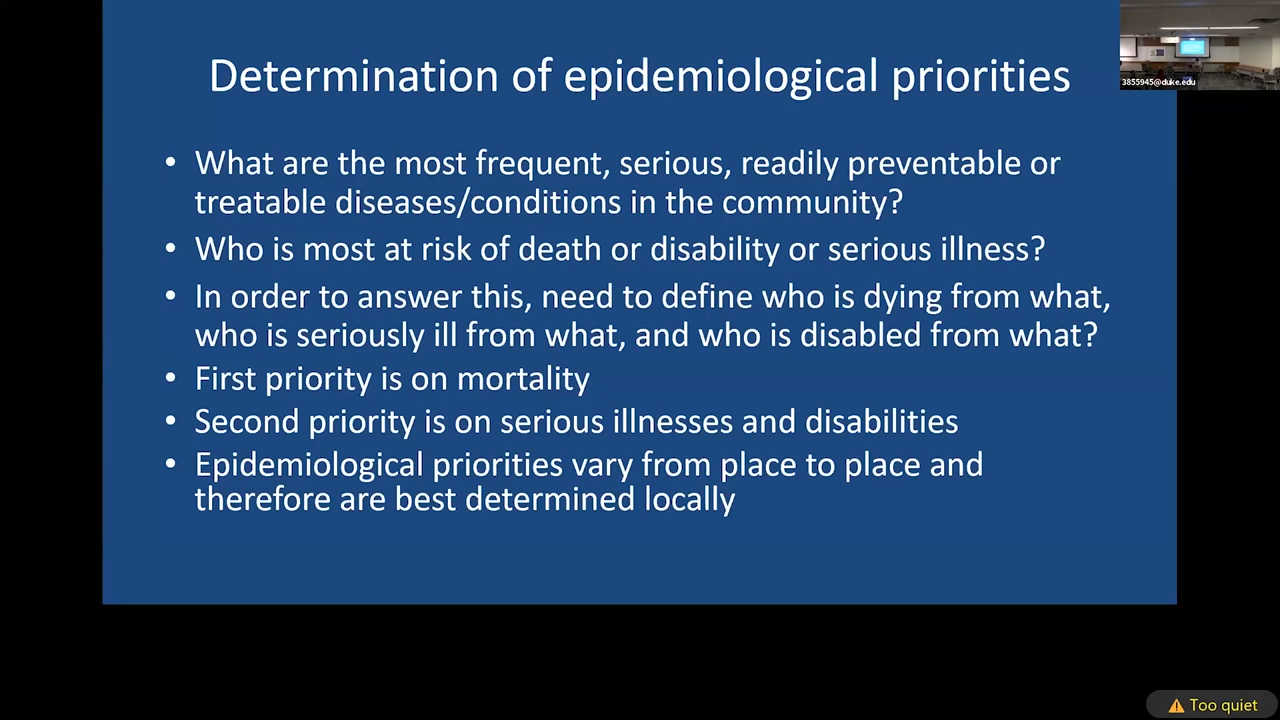 Determination of epidemiological priorities
3855945@duke.edu
• What are the most frequent, serious, readily preventable or
treatable diseases/conditions in the community?
• Who is most at risk of death or disability or serious illness?
• In order to answer this, need to define who is dying from what,
who is seriously ill from what, and who is disabled from what?
• First priority is on mortality
• Second priority is on serious illnesses and disabilities
• Epidemiological priorities vary from place to place and
therefore are best determined locally
Too quiet